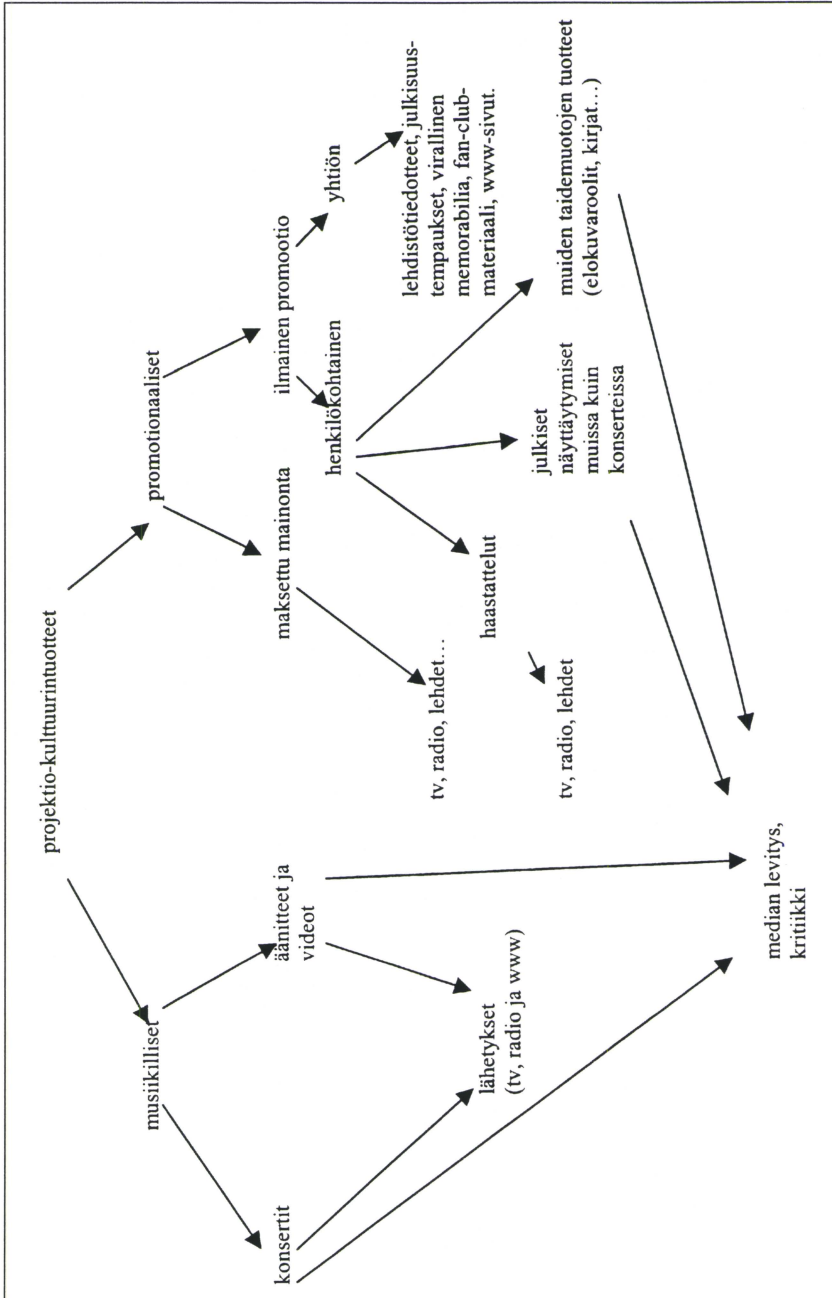 projektio-kulttuurintuotteet
musiikilliset
promotionaaliset
konsertit
äänitteet ja
videot
maksettu mainonta
ilmainen promootio
henkilökohtainen
yhtiön
tv, radio, lehdet…
lehdistötiedotteet, julkisuus-
tempaukset, virallinen
memorabilia, fan-club-
materiaali, www-sivut.
lähetykset
(tv, radio ja www)
haastattelut
tv, radio, lehdet
julkiset
näyttäytymiset
muissa kuin
konserteissa
muiden taidemuotojen tuotteet
(elokuvaroolit, kirjat…)
median levitys,
kritiikki